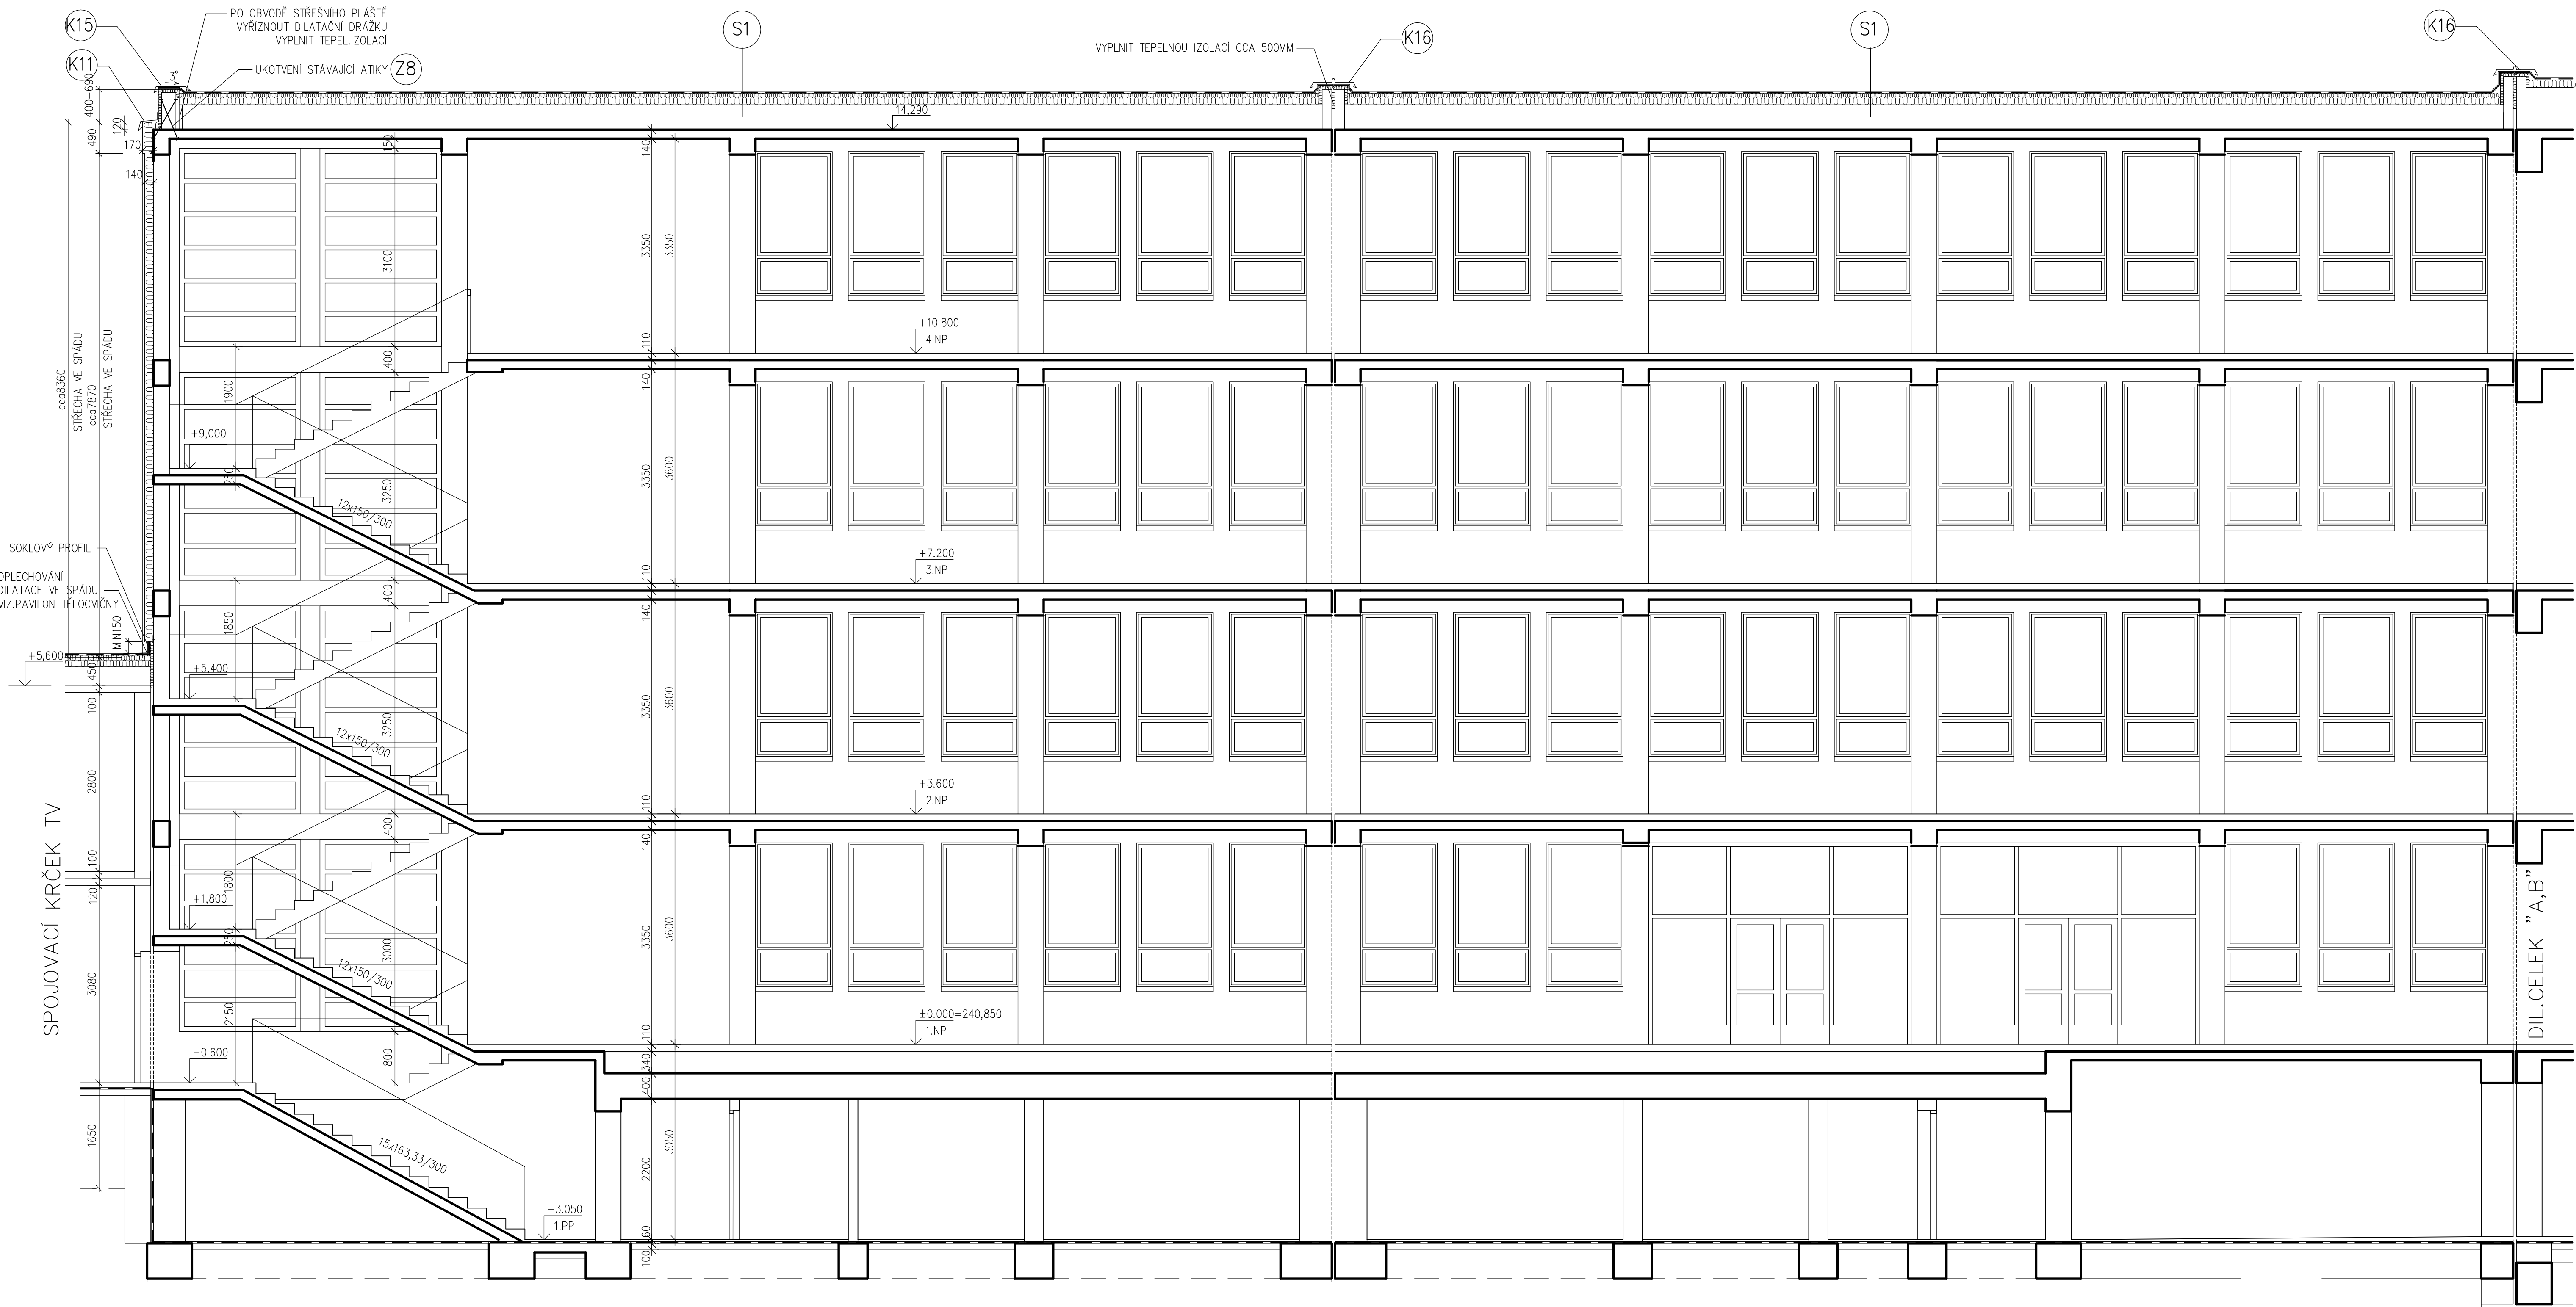 K15
PO OBVODĚ STŘEŠNÍHO PLÁŠTĚ
VYŘÍZNOUT DILATAČNÍ DRÁŽKU
VYPLNIT TEPEL.IZOLACÍ
S1
VYPLNIT TEPELNOU IZOLACÍ CCA 500MM
K16
S1
K16
K11
3°
UKOTVENÍ STÁVAJÍCÍ ATIKY
Z8
400-690
120
490
170
140
14,290
150
140
3350
3350
3100
+10.800
4.NP
110
cca8360
STŘECHA VE SPÁDU
cca7870
STŘECHA VE SPÁDU
400
140
1900
+9,000
250
3250
12x150/300
3350
3600
+7.200
3.NP
110
SOKLOVÝ PROFIL
OPLECHOVÁNÍ
DILATACE VE SPÁDU
VIZ.PAVILON TĚLOCVIČNY
400
140
1850
MIN150
+5,600
450
+5,400
100
3250
12x150/300
3350
3600
+3.600
2.NP
110
2800
400
140
100
1800
120
+1,800
250
3000
12x150/300
3350
3600
3080
2150
±0.000=240,850
1.NP
110
SPOJOVACÍ KRČEK TV
DIL.CELEK "A,B"
-0.600
800
340
400
1650
15x163,33/300
3050
2200
-3.050
1.PP
60
100